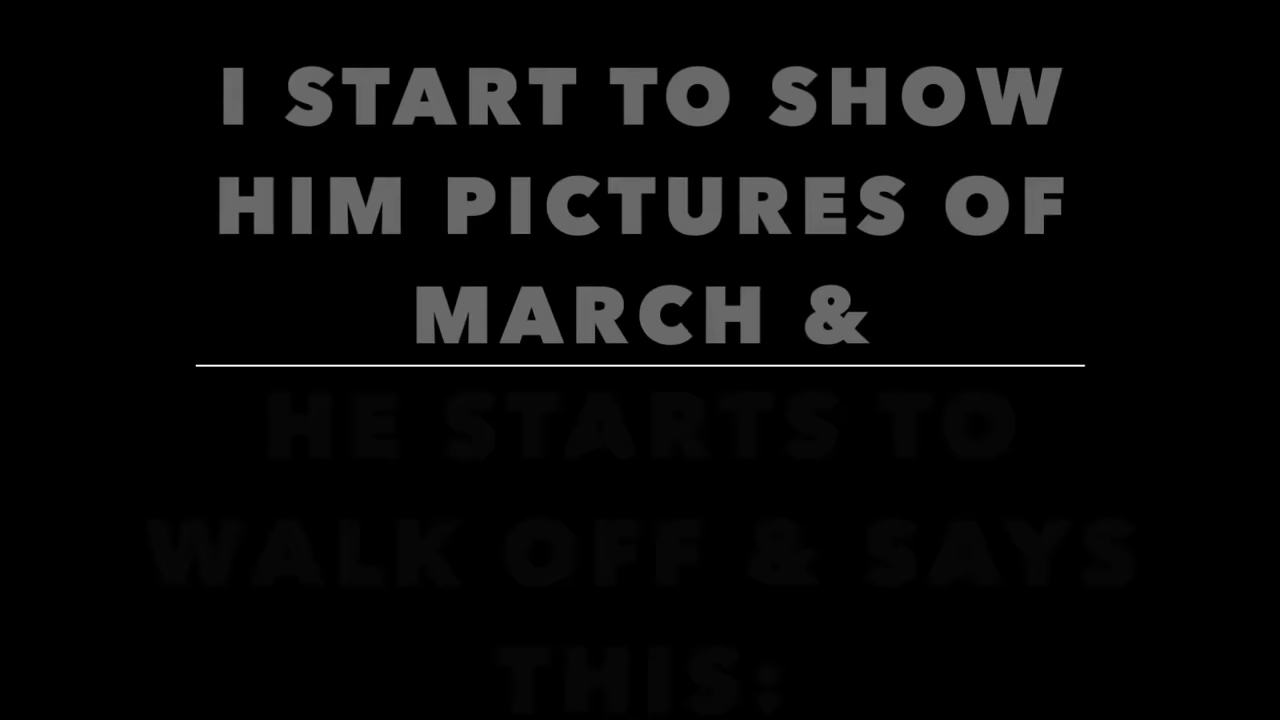 I START TO SHOW
HIM PICTURES OF
MARCH &
HE STARTS TO
WALK OFF & SAYS
THIS: